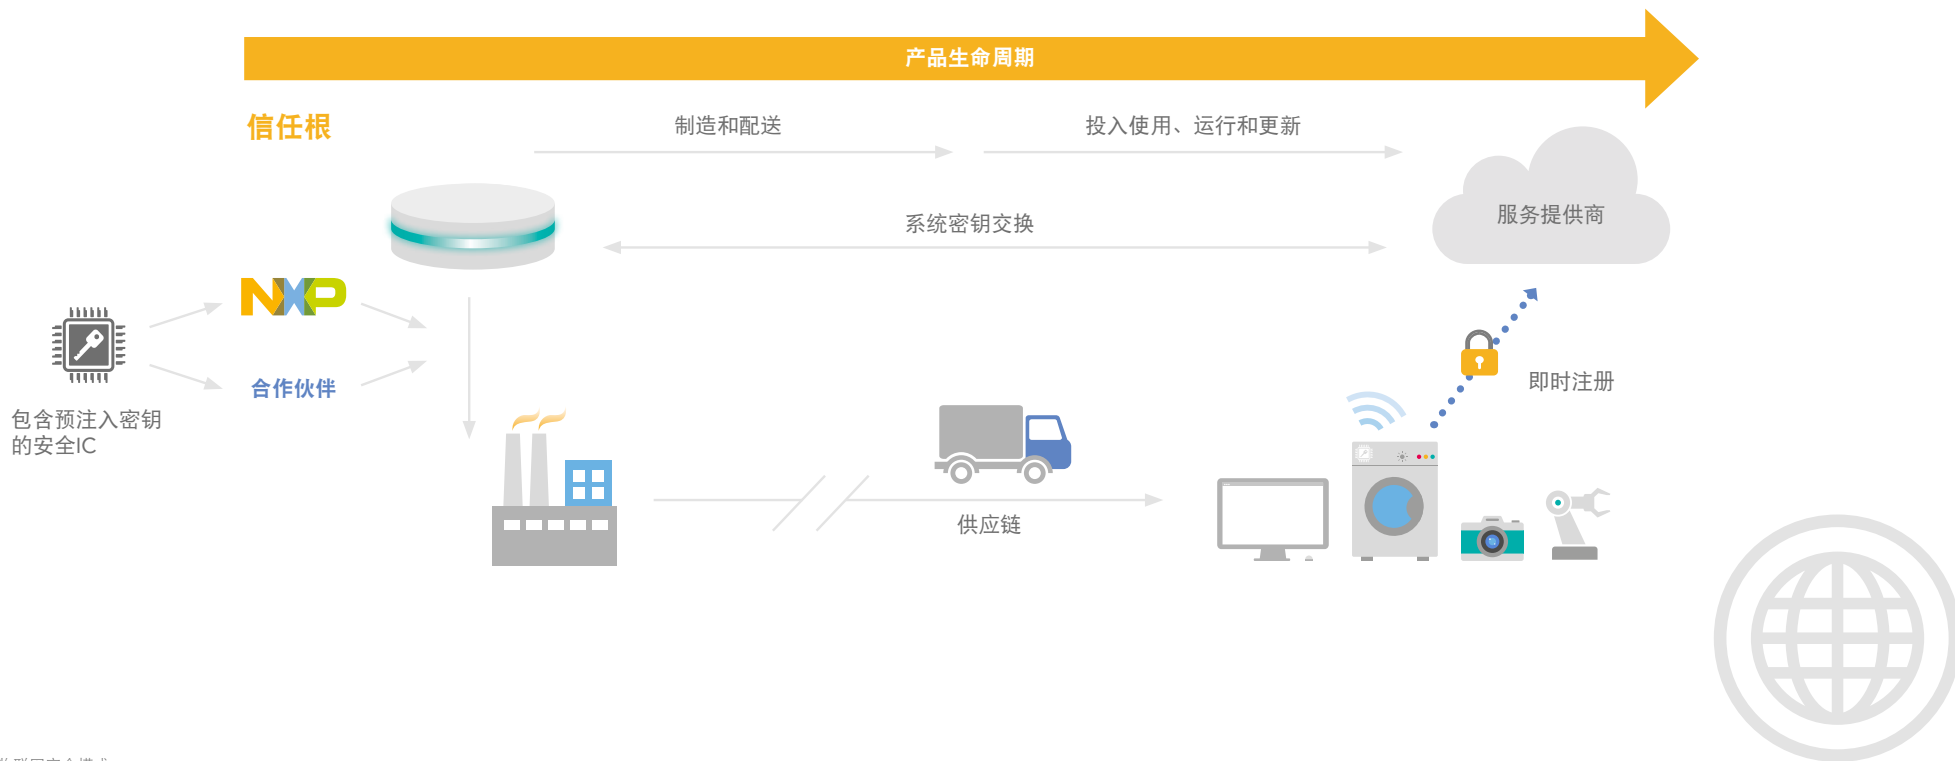 产品生命周期
信任根
制造和配送
投入使用、运行和更新
系统密钥交换
服务提供商
NXP
合作伙伴
包含预注入密钥
的安全IC
即时注册
供应链